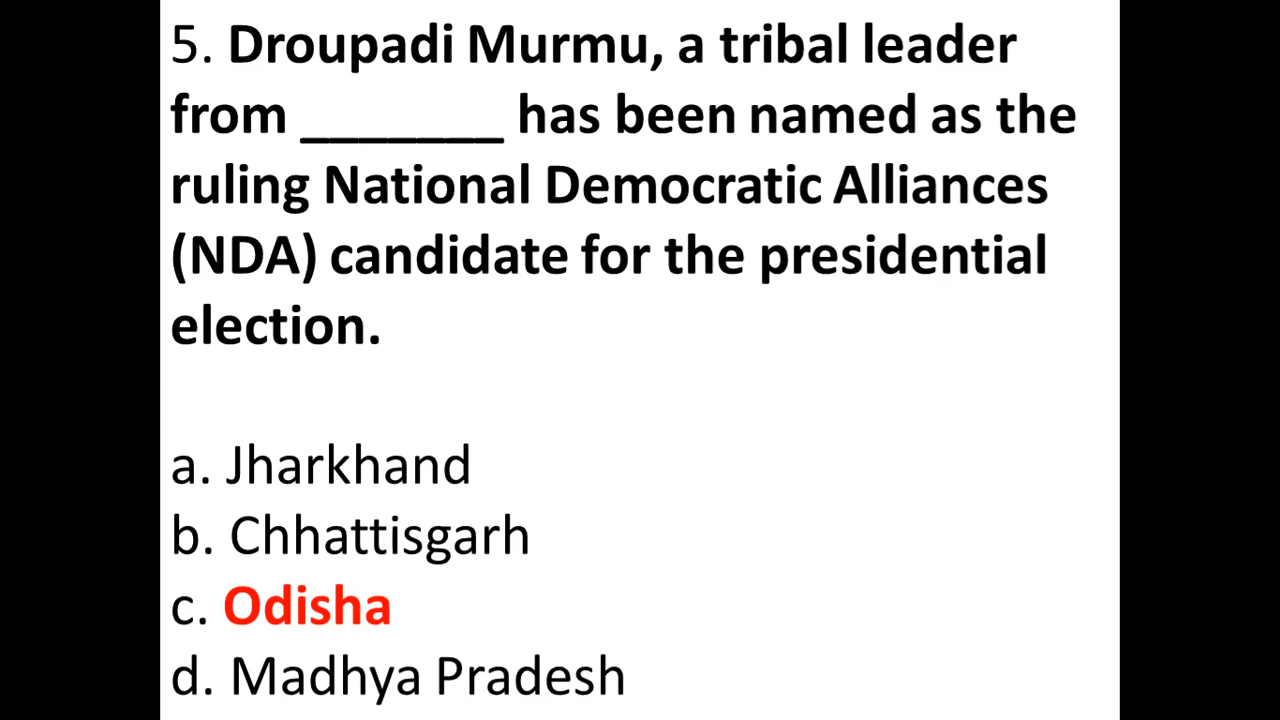 5. Droupadi Murmu, a tribal leader
from _______ has been named as the
ruling National Democratic Alliances
(NDA) candidate for the presidential
election.
a. Jharkhand
b. Chhattisgarh
c. Odisha
d. Madhya Pradesh